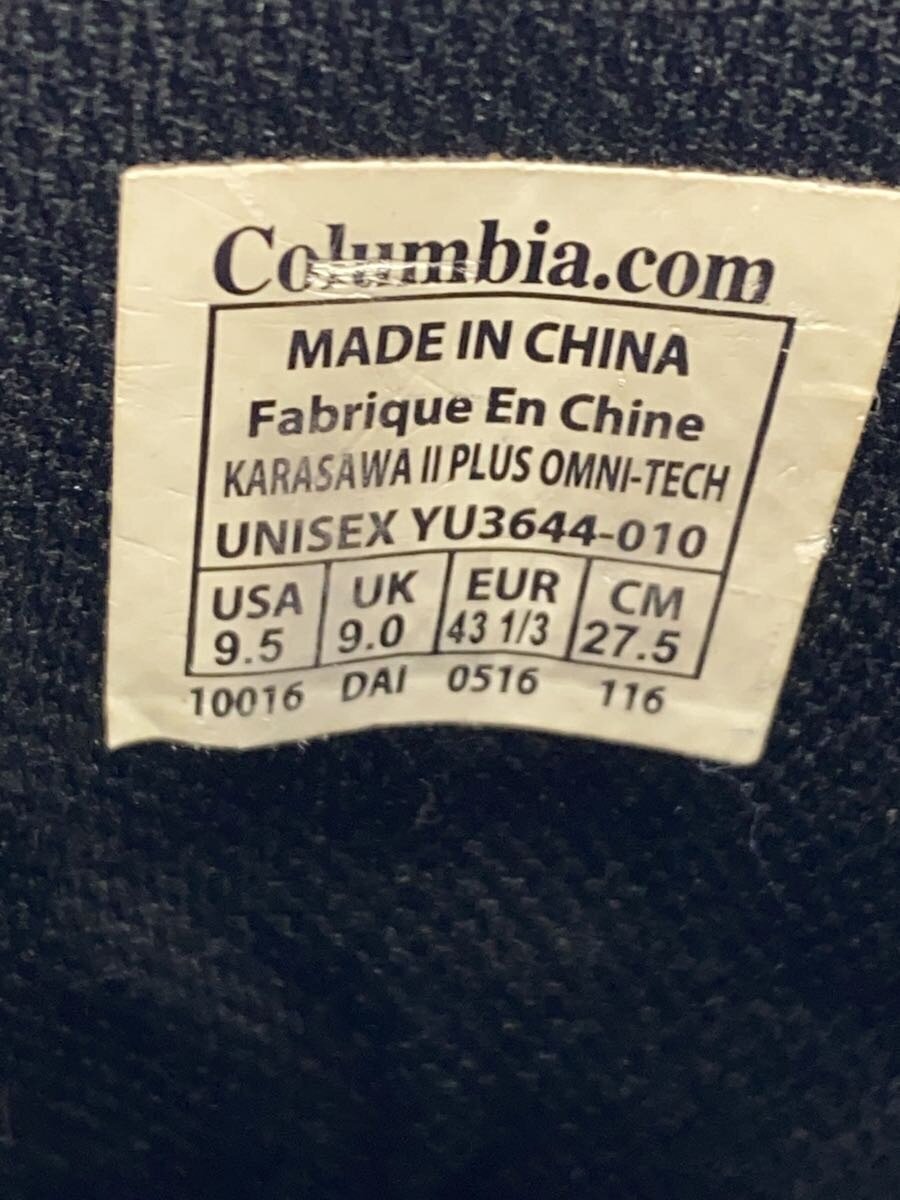 Columbia.com
MADE IN CHINA
Fabrique En Chine
KARASAWA II PLUS OMNI-TECH
UNISEX YU3644-010
USA UK EUR CM
9.5 9.0 43 1/3 27.5
10016 DAI 0516 116